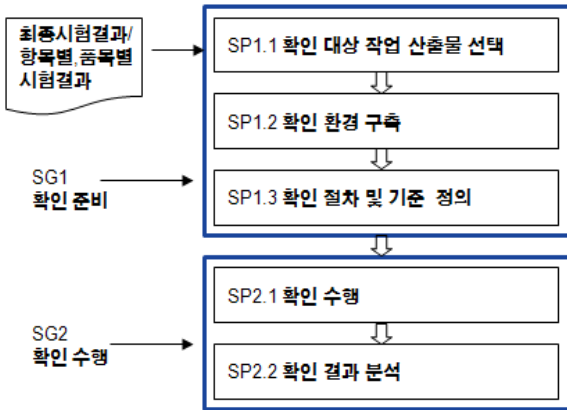 최종시험결과/
항목별,품목별
시험결과
SP1.1 확인 대상 작업 산출물 선택
SP1.2 확인 환경 구축
SG1
확인 준비
SP1.3 확인 절차 및 기준 정의
SP2.1 확인 수행
SG2
확인 수행
SP2.2 확인 결과 분석